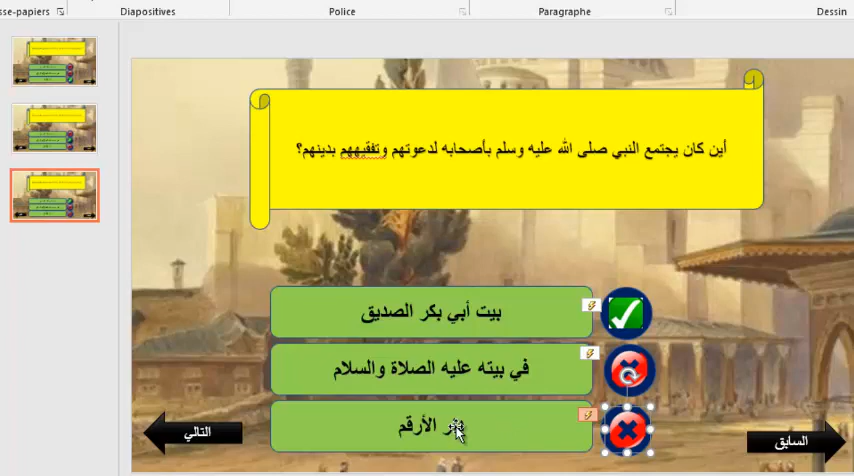 sse-papiers
Diapositives
Police
Paragraphe
Dessin
أين كان يجتمع النبي صلى الله عليه وسلم بأصحابه لدعوتهم وتفقيههم بدينهم؟
بيت أبي بكر الصديق
في بيته عليه الصلاة والسلام
الأرقم
التالي
السابق